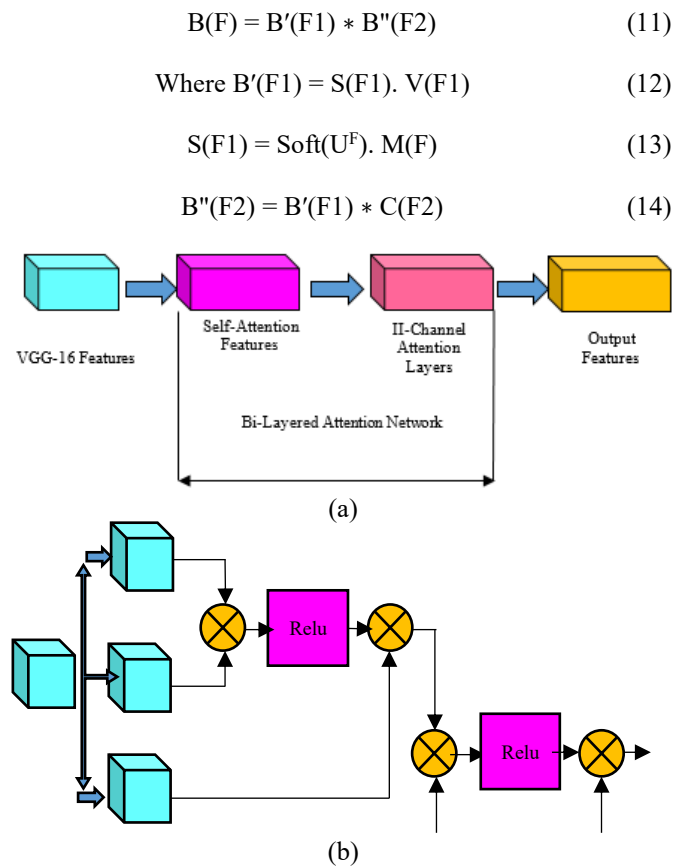 B(F) = B′(F1) ∗ B"(F2) (11)
Where B′(F1) = S(F1). V(F1) (12)
S(F1) = Soft(Uᶠ). M(F) (13)
B"(F2) = B′(F1) ∗ C(F2) (14)
VGG-16 Features
Self-Attention
Features
II-Channel
Attention
Layers
Output
Features
Bi-Layered Attention Network
(a)
Relu
Relu
(b)